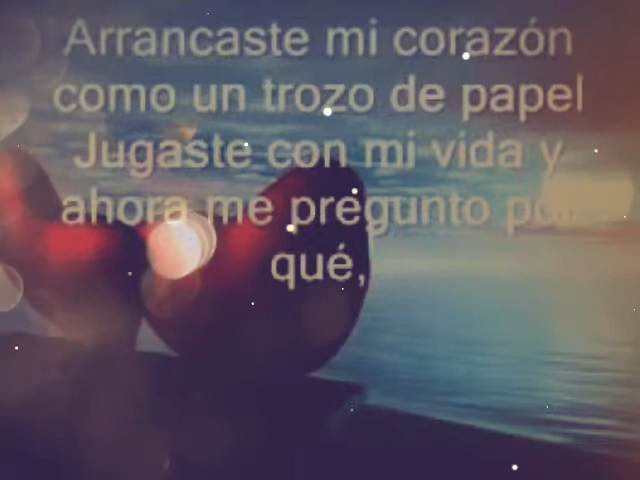 Arrancaste mi corazón
como un trozo de papel
Jugaste con mi vida y
ahora me pregunto por
qué,